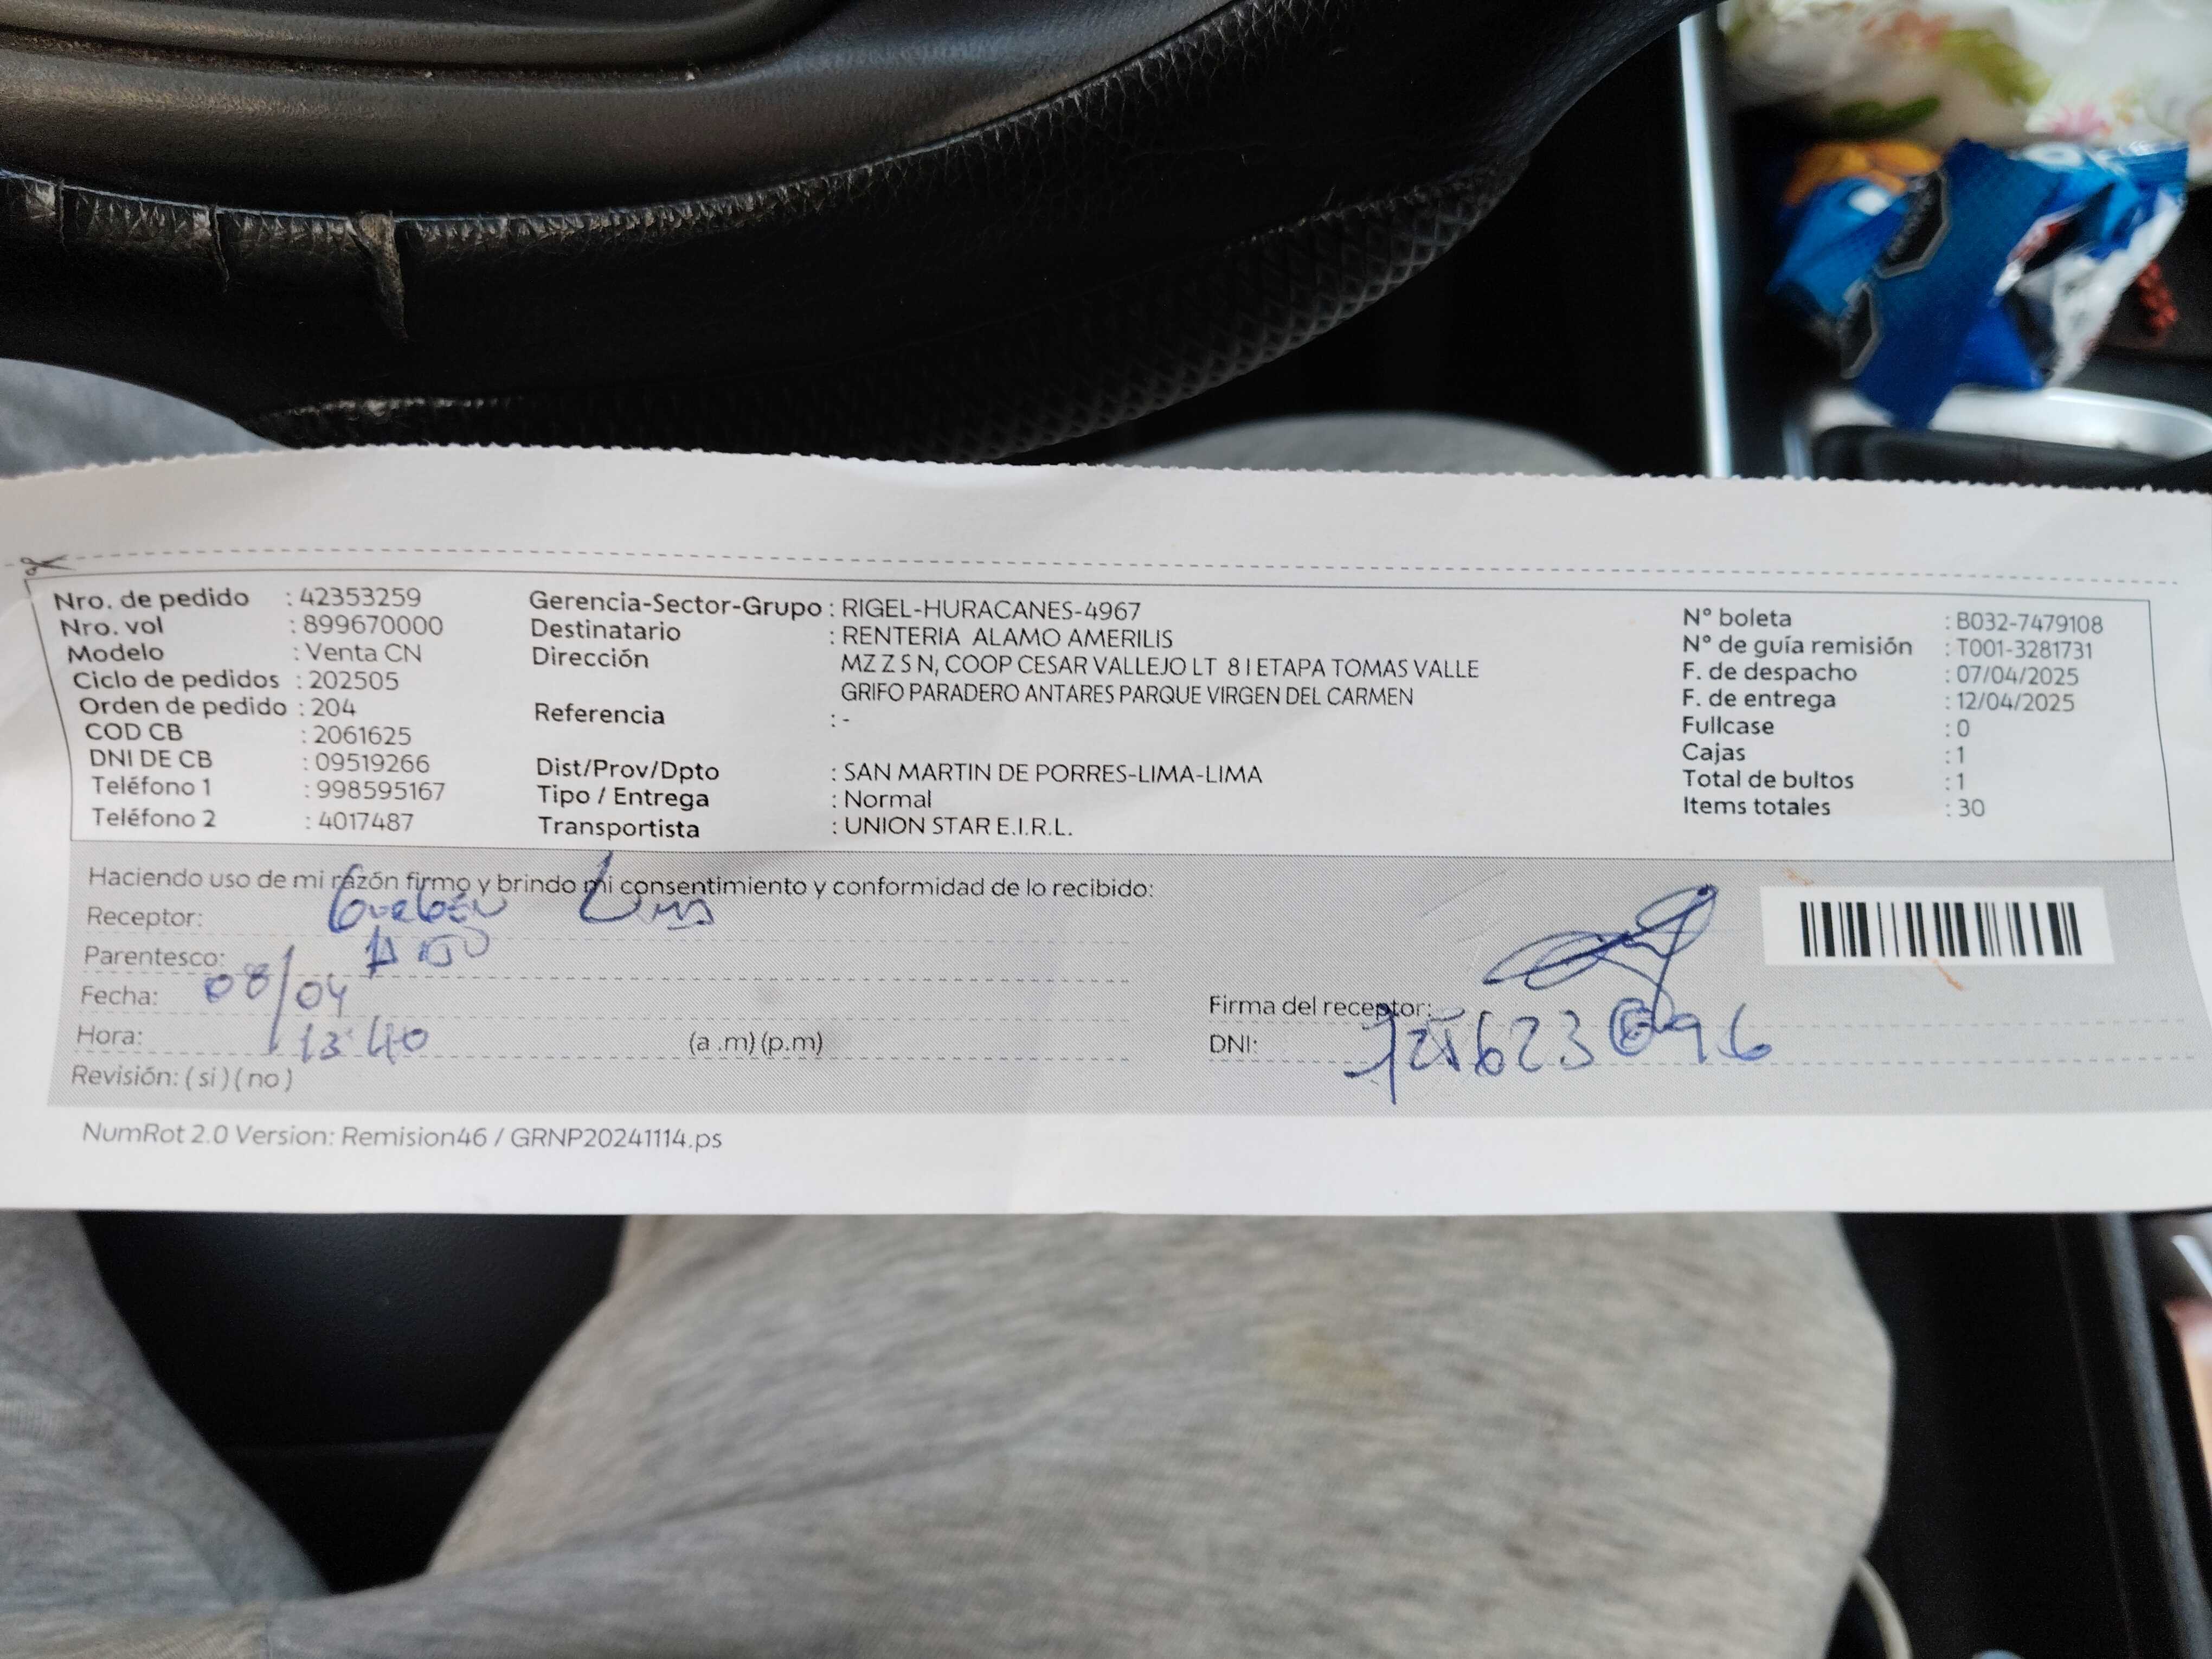 Nro. de pedido : 42353259
Nro. vol : 899670000
Modelo : Venta CN
Ciclo de pedidos : 202505
Orden de pedido : 204
COD CB : 2061625
DNI DE CB : 09519266
Teléfono 1 : 998595167
Teléfono 2 : 4017487
Gerencia-Sector-Grupo : RIGEL-HURACANES-4967
Destinatario : RENTERIA ALAMO AMERILIS
Dirección MZ Z S N, COOP CESAR VALLEJO LT 8 I ETAPA TOMAS VALLE
GRIFO PARADERO ANTARES PARQUE VIRGEN DEL CARMEN
Referencia : -
Dist/Prov/Dpto : SAN MARTIN DE PORRES-LIMA-LIMA
Tipo / Entrega : Normal
Transportista : UNION STAR E.I.R.L.
N° boleta : B032-7479108
N° de guía remisión : T001-3281731
F. de despacho : 07/04/2025
F. de entrega : 12/04/2025
Fullcase : 0
Cajas : 1
Total de bultos : 1
Items totales : 30
Haciendo uso de mi razón firmo y brindo mi consentimiento y conformidad de lo recibido:
Receptor:
Parentesco:
Fecha: 08/04
Hora: 13:40 (a .m) (p.m)
Revisión: ( si ) ( no )
Firma del receptor:
DNI:
NumRot 2.0 Version: Remision46 / GRNP20241114.ps